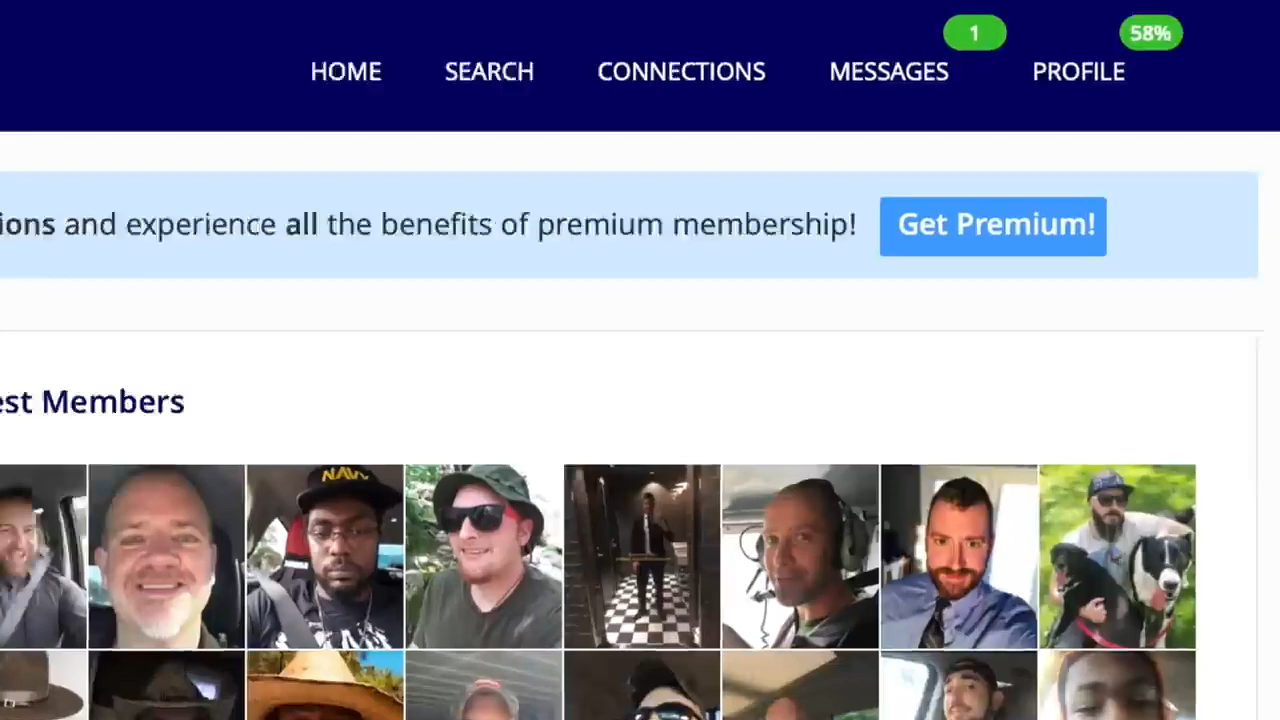 1
58%
HOME SEARCH CONNECTIONS MESSAGES PROFILE
ions and experience all the benefits of premium membership! Get Premium!
est Members
NAVY